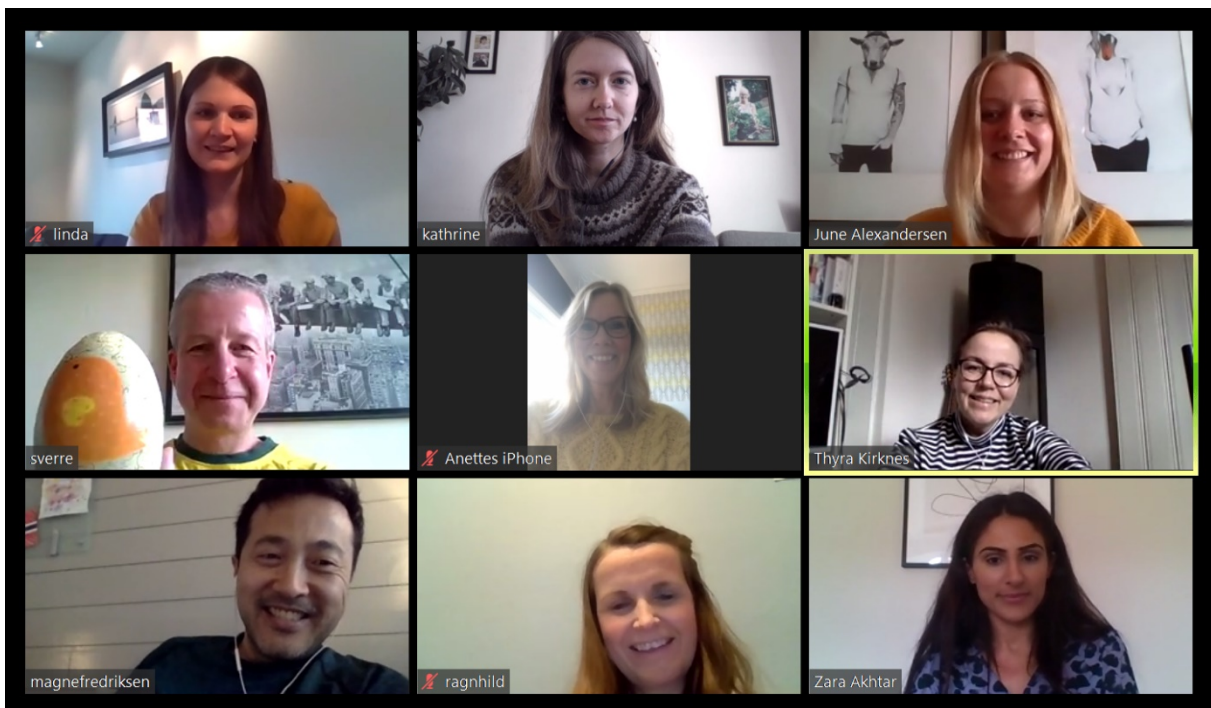 linda
kathrine
June Alexandersen
sverre
Anettes iPhone
Thyra Kirknes
magnefredriksen
ragnhild
Zara Akhtar